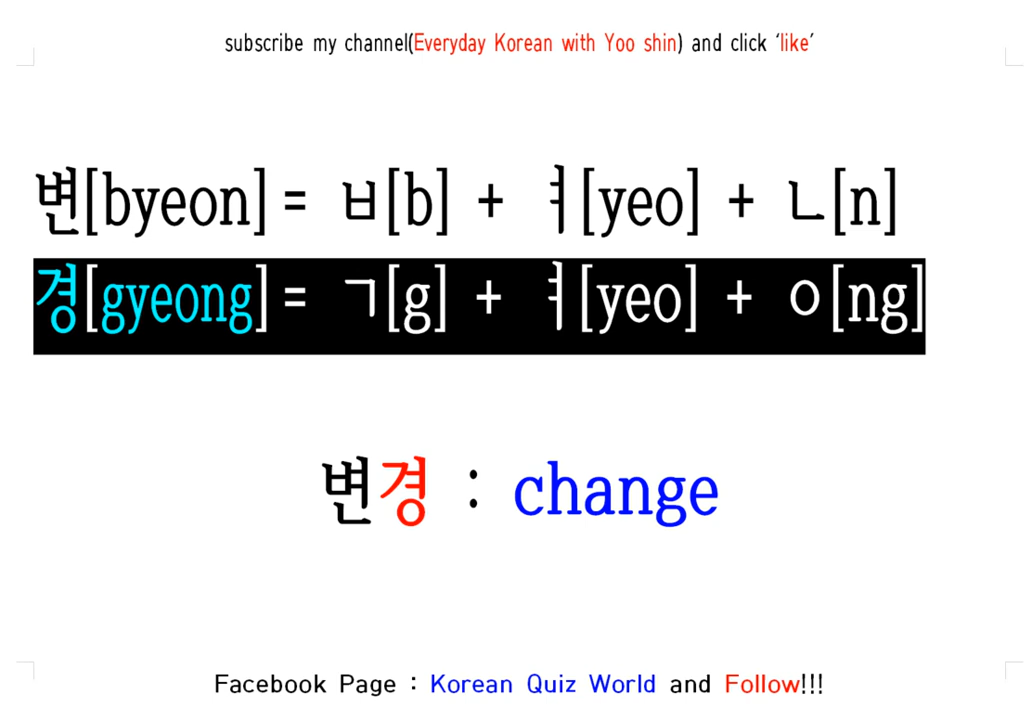 subscribe my channel(Everyday Korean with Yoo shin) and click ‘like’
변[byeon] = ㅂ[b] + ㅕ[yeo] + ㄴ[n]
경[gyeong] = ㄱ[g] + ㅕ[yeo] + ㅇ[ng]
변경 : change
Facebook Page : Korean Quiz World and Follow!!!